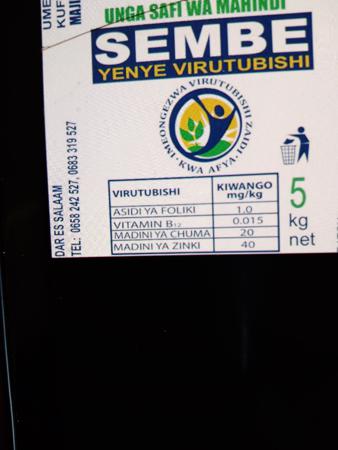 UME
KUF
MAJI
UNGA SAFI WA MAHINDI
SEMBE
YENYE VIRUTUBISHI
IMEONGEZWA VIRUTUBISHI ZAIDI
-KWA AFYA-
VIRUTUBISHI KIWANGO mg/kg
ASIDI YA FOLIKI 1.0
VITAMIN B12 0.015
MADINI YA CHUMA 20
MADINI YA ZINKI 40
5
kg
net
DAR ES SALAAM
TEL: 0658 242 527, 0683 319 527